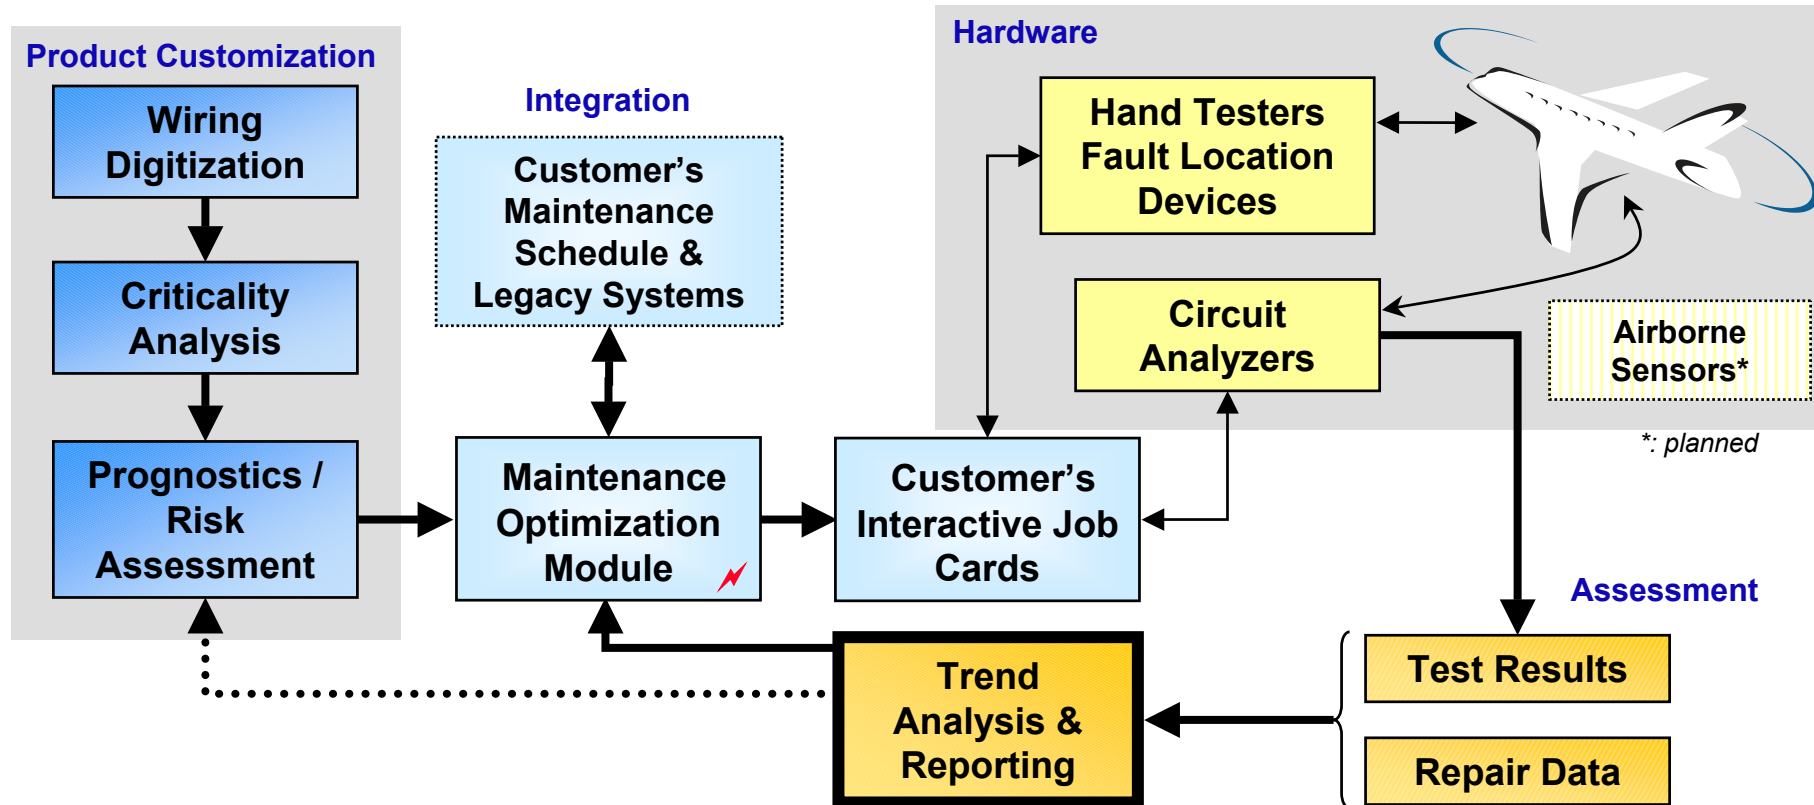 Product Customization
Wiring
Digitization
Criticality
Analysis
Prognostics /
Risk
Assessment
Integration
Customer’s
Maintenance
Schedule &
Legacy Systems
Maintenance
Optimization
Module
Customer’s
Interactive Job
Cards
Hardware
Hand Testers
Fault Location
Devices
Circuit
Analyzers
Airborne
Sensors*
*: planned
Assessment
Test Results
Repair Data
Trend
Analysis &
Reporting